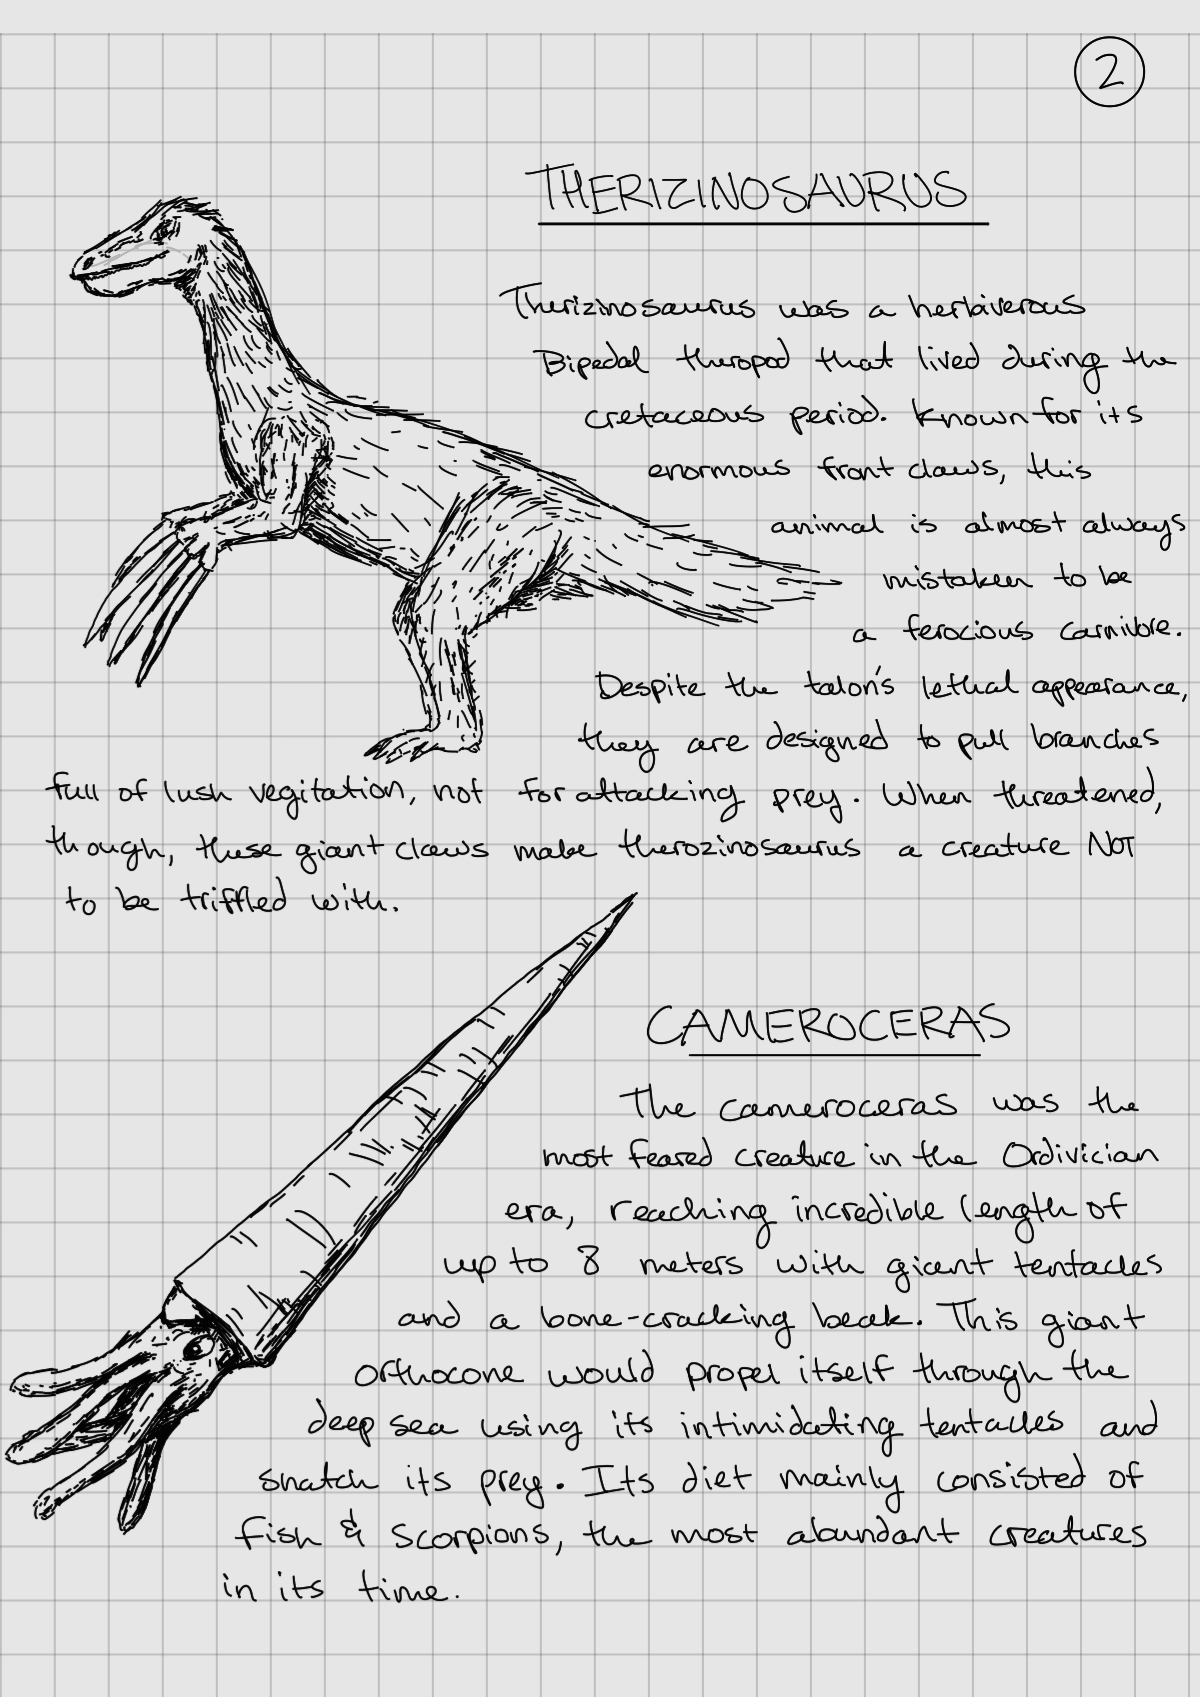 2
THERIZINOSAURUS
Therizinosaurus was a herbiverous
Bipedal theropod that lived during the
cretaceous period. Known for its
enormous front claws, this
animal is almost always
mistaken to be
a ferocious carnivore.
Despite the talon's lethal appearance,
they are designed to pull branches
full of lush vegitation, not for attacking prey. When threatened,
though, these giant claws make therozinosaurus a creature NOT
to be triffled with.
CAMEROCERAS
The cameroceras was the
most feared creature in the Ordivician
era, reaching incredible length of
up to 8 meters with giant tentacles
and a bone-cracking beak. This giant
orthocone would propel itself through the
deep sea using its intimidating tentacles and
snatch its prey. Its diet mainly consisted of
fish & scorpions, the most abundant creatures
in its time.